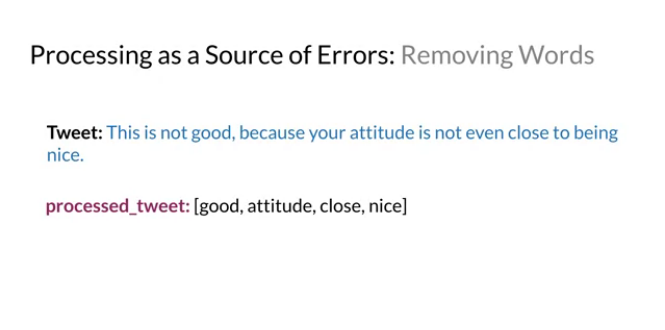 Processing as a Source of Errors: Removing Words
Tweet: This is not good, because your attitude is not even close to being
nice.
processed_tweet: [good, attitude, close, nice]